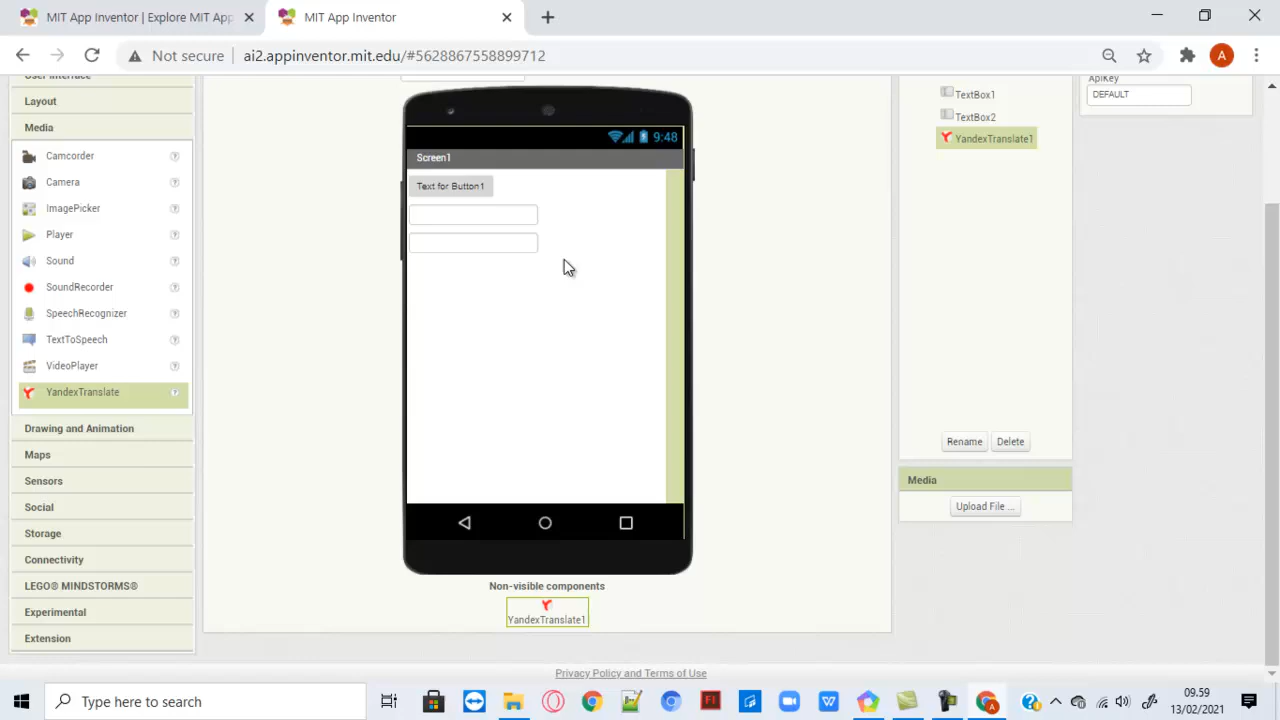 MIT App Inventor | Explore MIT App
MIT App Inventor
Not secure
ai2.appinventor.mit.edu/#5628867558899712
User Interface
Layout
Media
Camcorder
Camera
ImagePicker
Player
Sound
SoundRecorder
SpeechRecognizer
TextToSpeech
VideoPlayer
YandexTranslate
Drawing and Animation
Maps
Sensors
Social
Storage
Connectivity
LEGO® MINDSTORMS®
Experimental
Extension
9:48
Screen1
Text for Button1
Non-visible components
YandexTranslate1
TextBox1
TextBox2
YandexTranslate1
Rename
Delete
Media
Upload File ...
ApiKey
DEFAULT
Privacy Policy and Terms of Use
Type here to search
09.59
13/02/2021